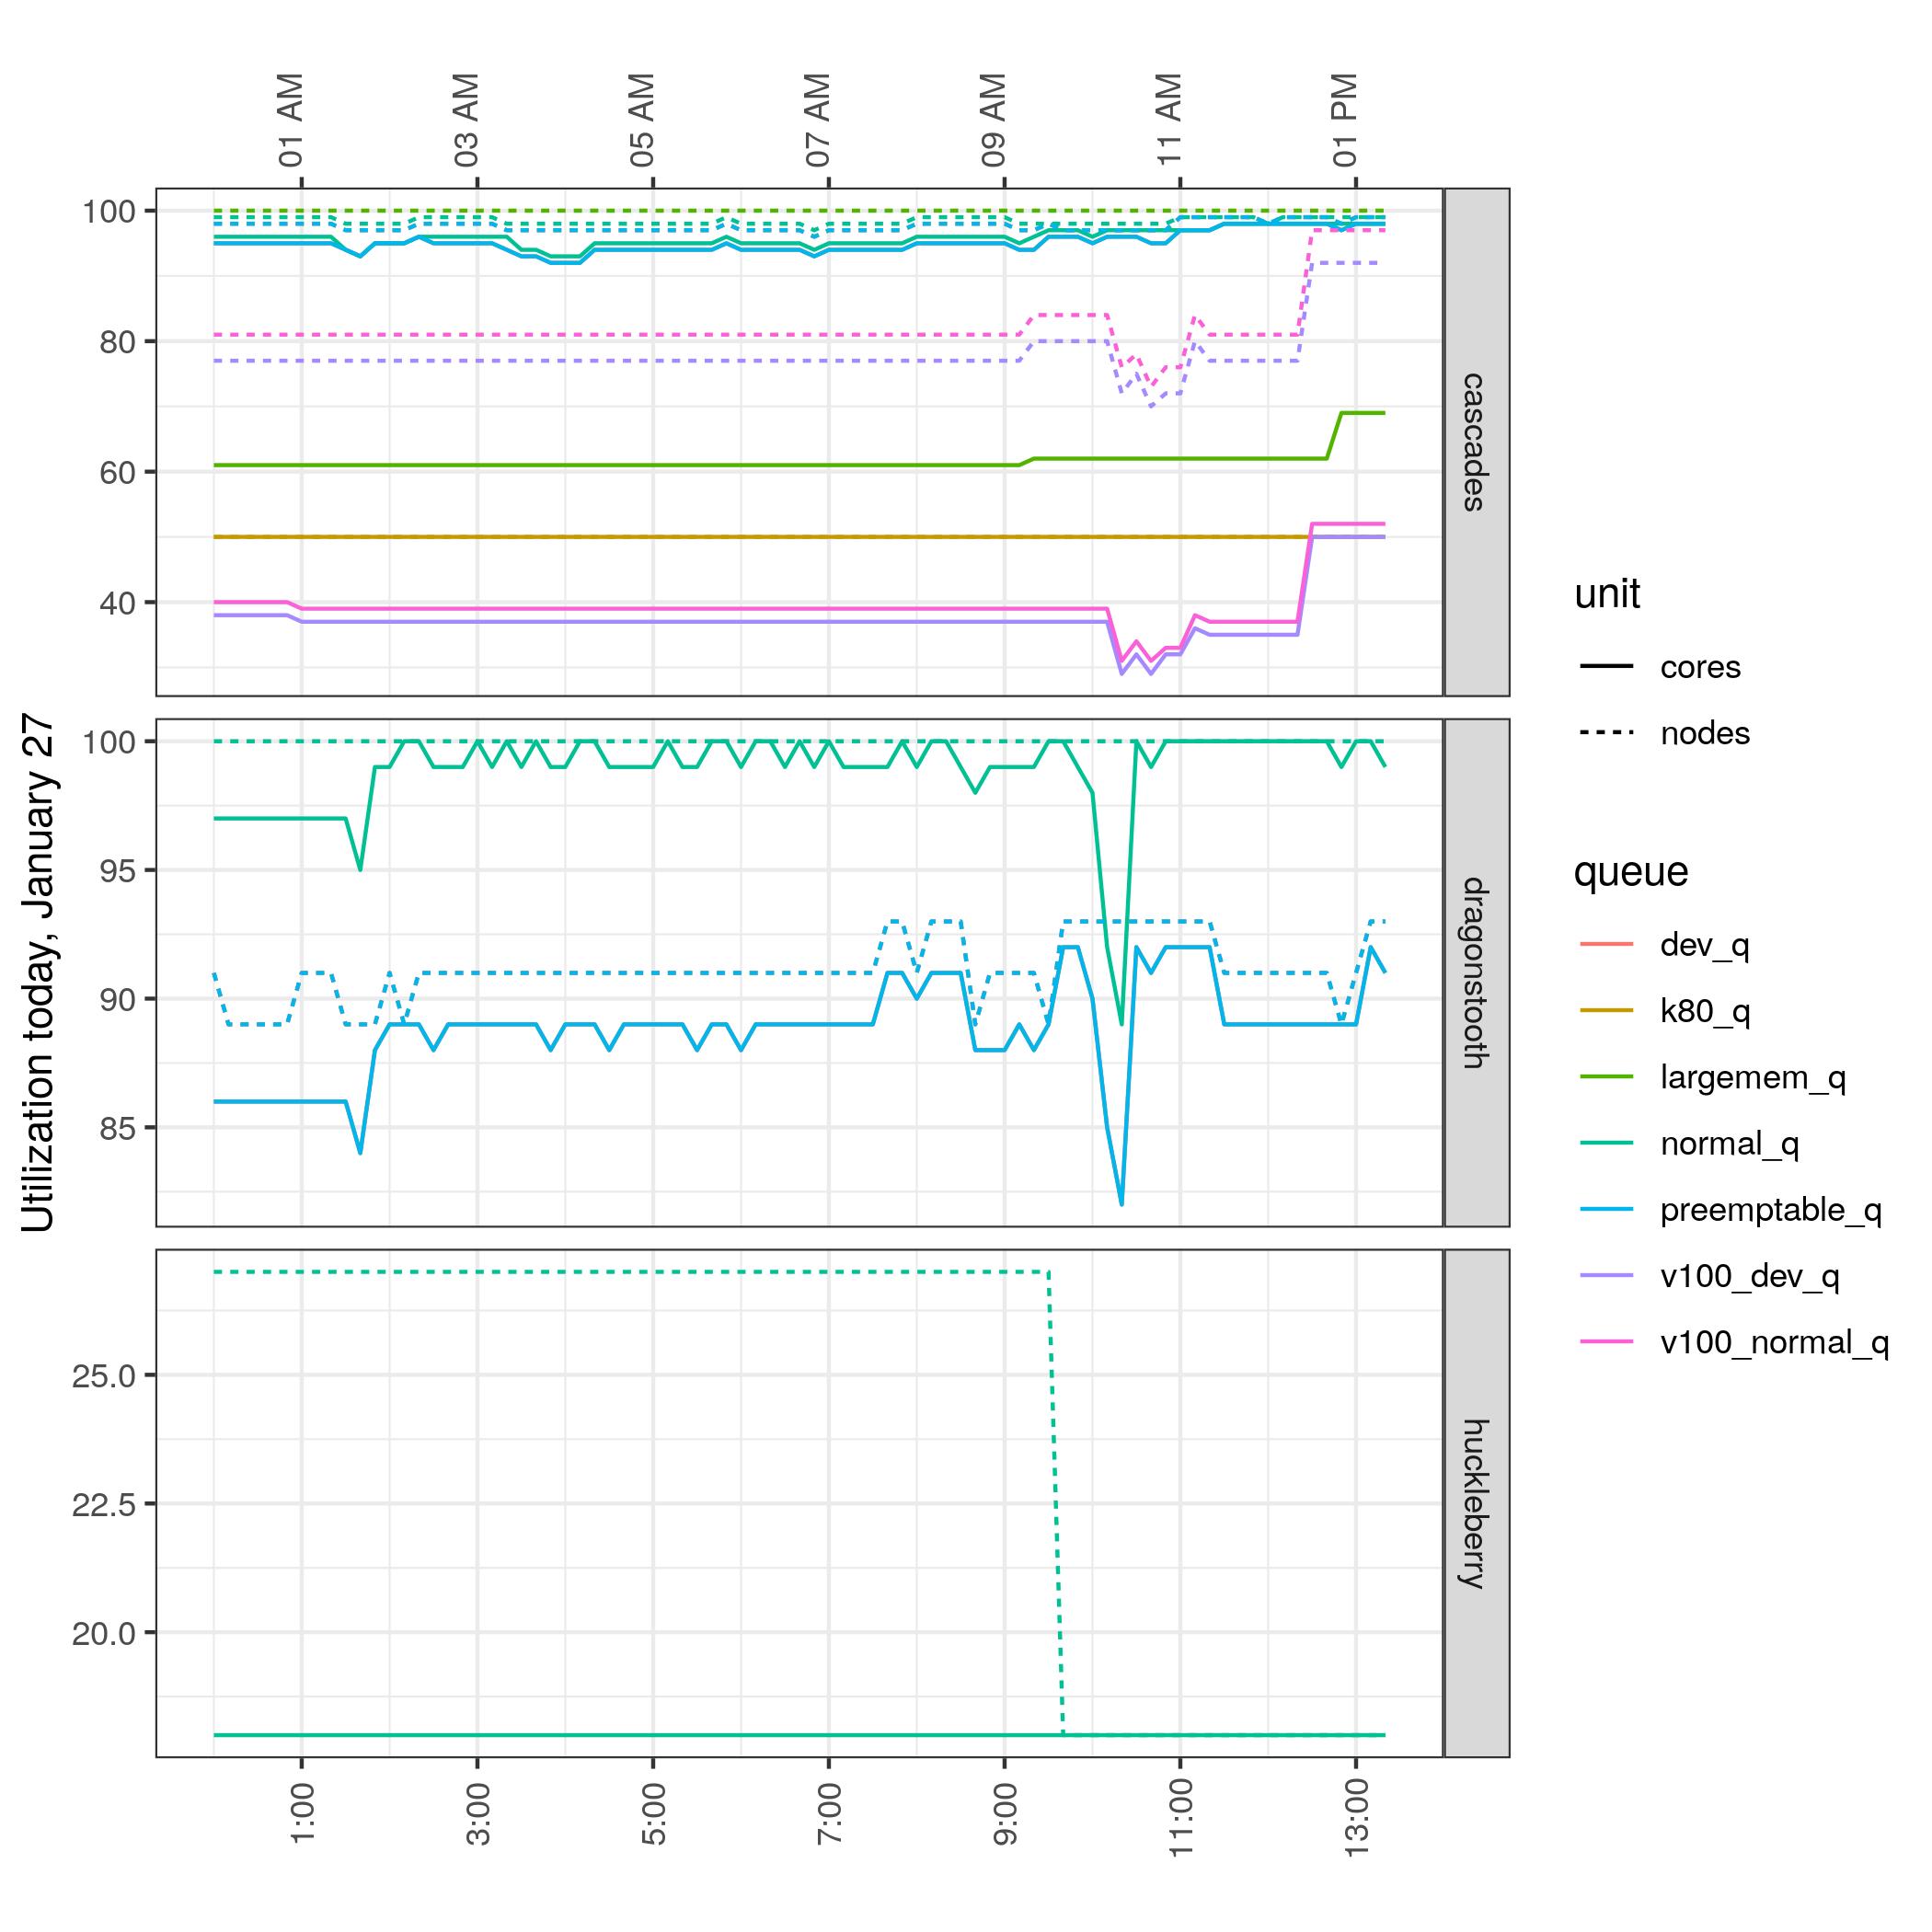 01 AM
03 AM
05 AM
07 AM
09 AM
11 AM
01 PM
Utilization today, January 27
100
80
60
40
cascades
100
95
90
85
dragonstooth
25.0
22.5
20.0
huckleberry
1:00
3:00
5:00
7:00
9:00
11:00
13:00
unit
cores
nodes
queue
dev_q
k80_q
largemem_q
normal_q
preemptable_q
v100_dev_q
v100_normal_q